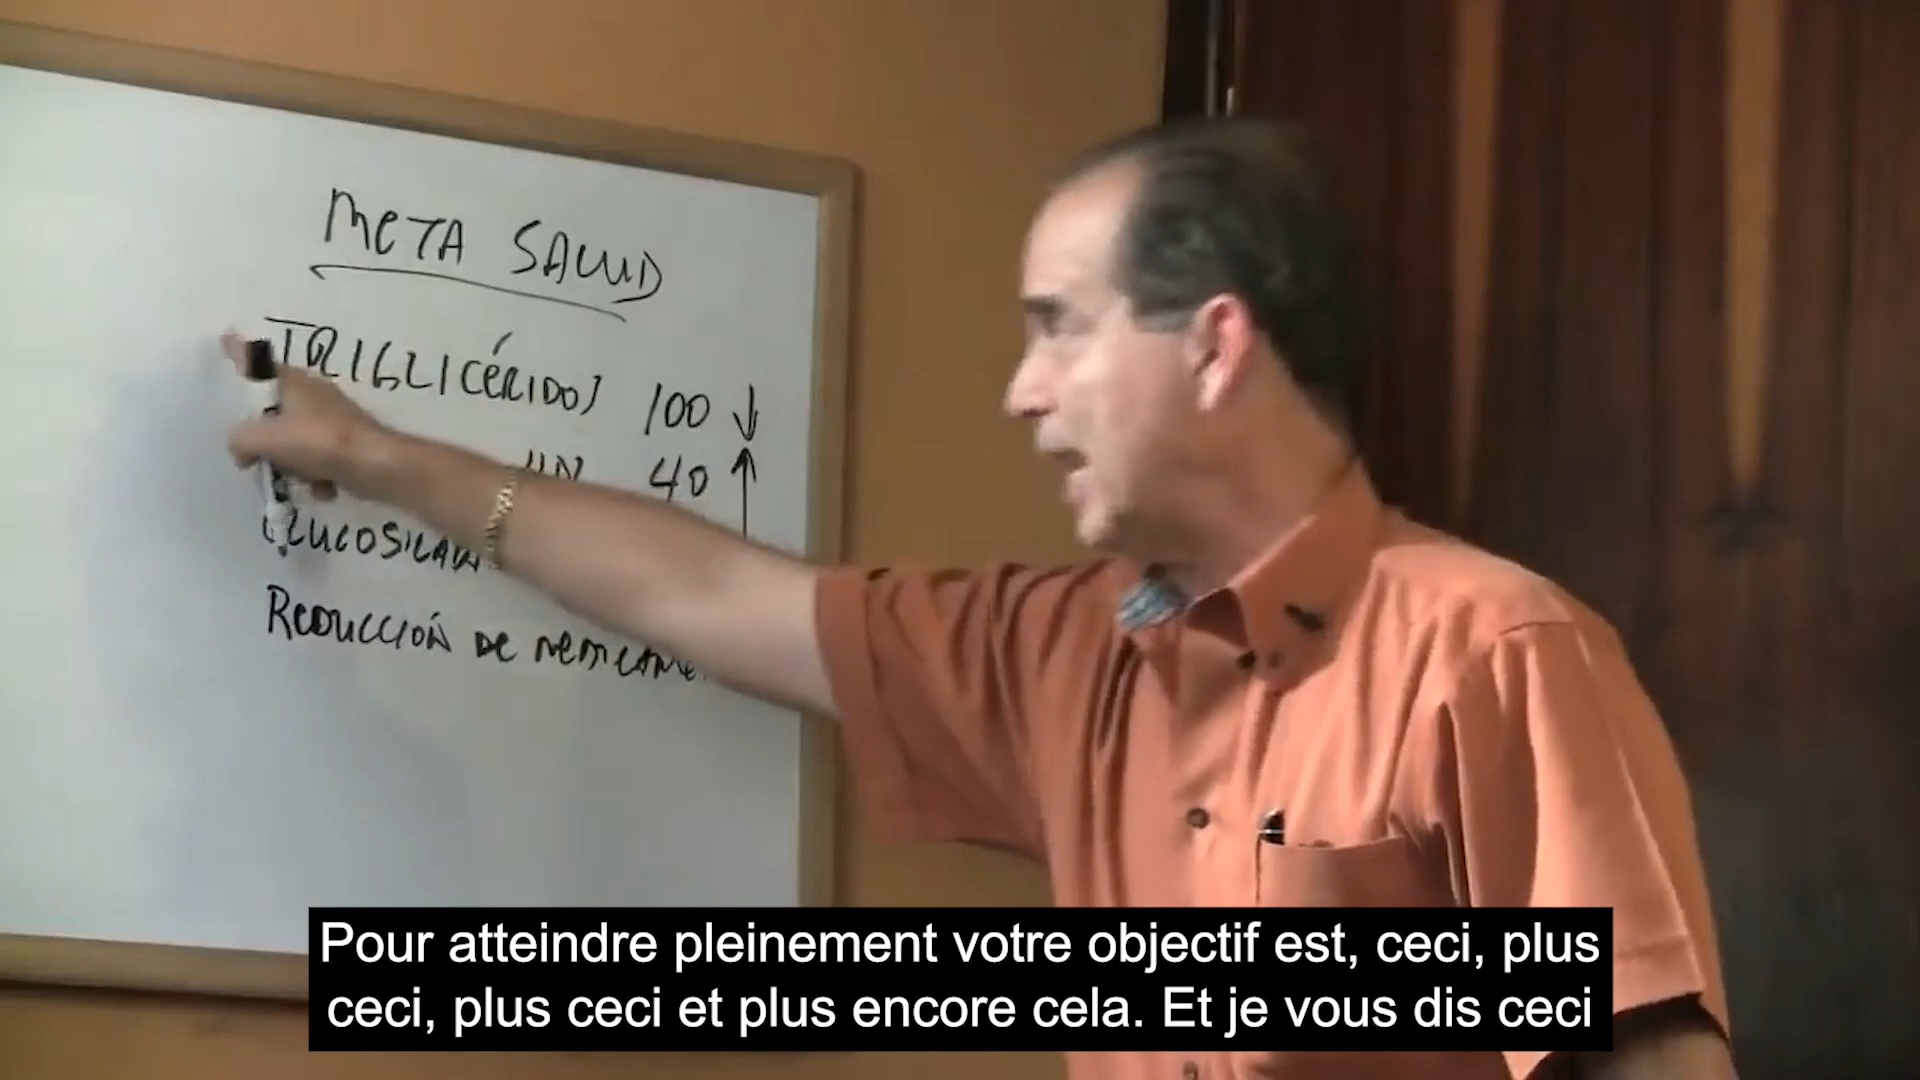 META SALUD
TRIGLICÉRIDOS 100 ↓
40 ↑
REDUCCIÓN DE
Pour atteindre pleinement votre objectif est, ceci, plus
ceci, plus ceci et plus encore cela. Et je vous dis ceci